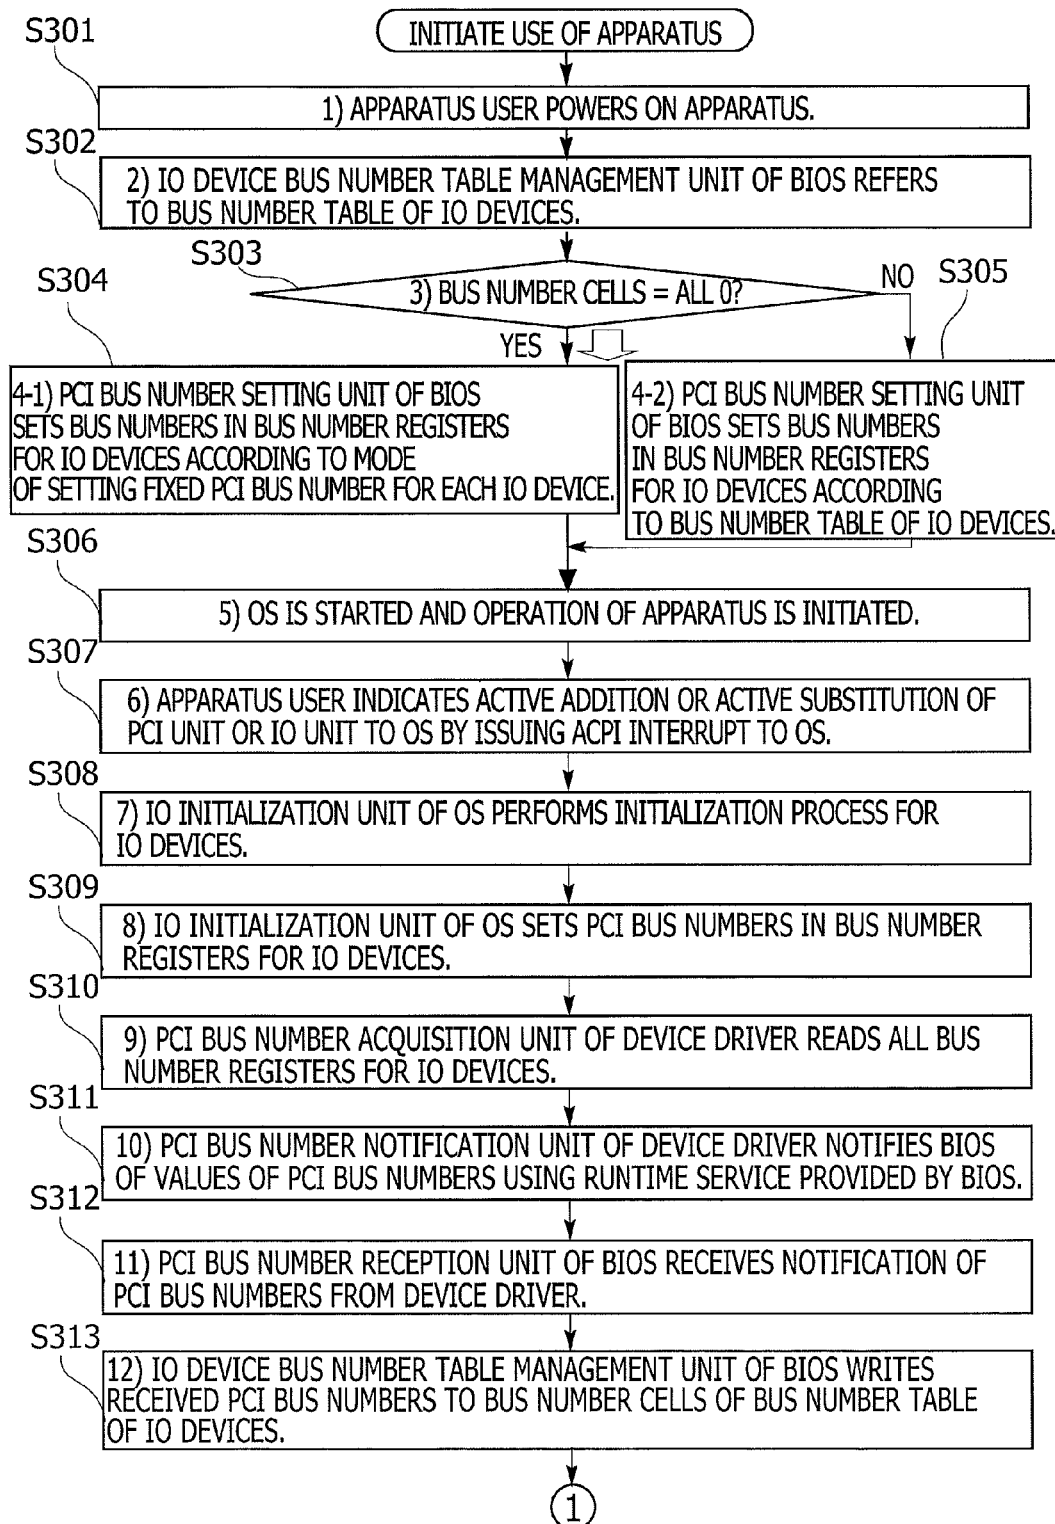 INITIATE USE OF APPARATUS
S301
1) APPARATUS USER POWERS ON APPARATUS.
S302
2) IO DEVICE BUS NUMBER TABLE MANAGEMENT UNIT OF BIOS REFERS
TO BUS NUMBER TABLE OF IO DEVICES.
S303
3) BUS NUMBER CELLS = ALL 0?
YES
NO
S304
4-1) PCI BUS NUMBER SETTING UNIT OF BIOS
SETS BUS NUMBERS IN BUS NUMBER REGISTERS
FOR IO DEVICES ACCORDING TO MODE
OF SETTING FIXED PCI BUS NUMBER FOR EACH IO DEVICE.
S305
4-2) PCI BUS NUMBER SETTING UNIT
OF BIOS SETS BUS NUMBERS
IN BUS NUMBER REGISTERS
FOR IO DEVICES ACCORDING
TO BUS NUMBER TABLE OF IO DEVICES.
S306
5) OS IS STARTED AND OPERATION OF APPARATUS IS INITIATED.
S307
6) APPARATUS USER INDICATES ACTIVE ADDITION OR ACTIVE SUBSTITUTION OF
PCI UNIT OR IO UNIT TO OS BY ISSUING ACPI INTERRUPT TO OS.
S308
7) IO INITIALIZATION UNIT OF OS PERFORMS INITIALIZATION PROCESS FOR
IO DEVICES.
S309
8) IO INITIALIZATION UNIT OF OS SETS PCI BUS NUMBERS IN BUS NUMBER
REGISTERS FOR IO DEVICES.
S310
9) PCI BUS NUMBER ACQUISITION UNIT OF DEVICE DRIVER READS ALL BUS
NUMBER REGISTERS FOR IO DEVICES.
S311
10) PCI BUS NUMBER NOTIFICATION UNIT OF DEVICE DRIVER NOTIFIES BIOS
OF VALUES OF PCI BUS NUMBERS USING RUNTIME SERVICE PROVIDED BY BIOS.
S312
11) PCI BUS NUMBER RECEPTION UNIT OF BIOS RECEIVES NOTIFICATION OF
PCI BUS NUMBERS FROM DEVICE DRIVER.
S313
12) IO DEVICE BUS NUMBER TABLE MANAGEMENT UNIT OF BIOS WRITES
RECEIVED PCI BUS NUMBERS TO BUS NUMBER CELLS OF BUS NUMBER TABLE
OF IO DEVICES.
1